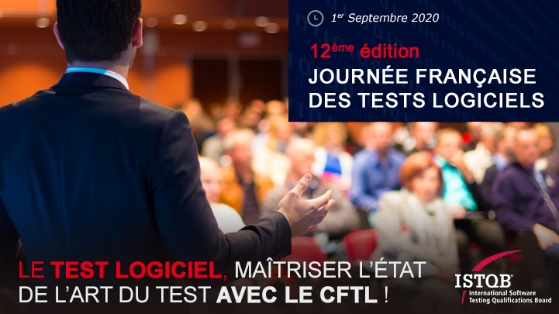 1er Septembre 2020
12ème édition
JOURNÉE FRANÇAISE
DES TESTS LOGICIELS
LE TEST LOGICIEL, MAÎTRISER L'ÉTAT
DE L'ART DU TEST AVEC LE CFTL !
ISTQB®
International Software
Testing Qualifications Board